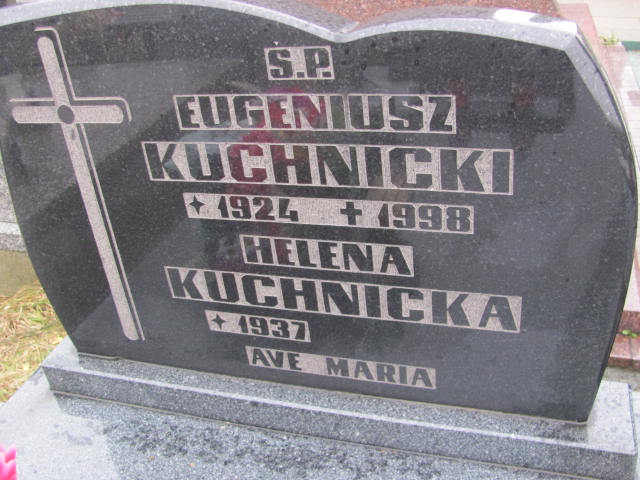 S.P.
EUGENIUSZ
KUCHNICKI
✦ 1924 ✝ 1998
HELENA
KUCHNICKA
✦ 1937
AVE MARIA